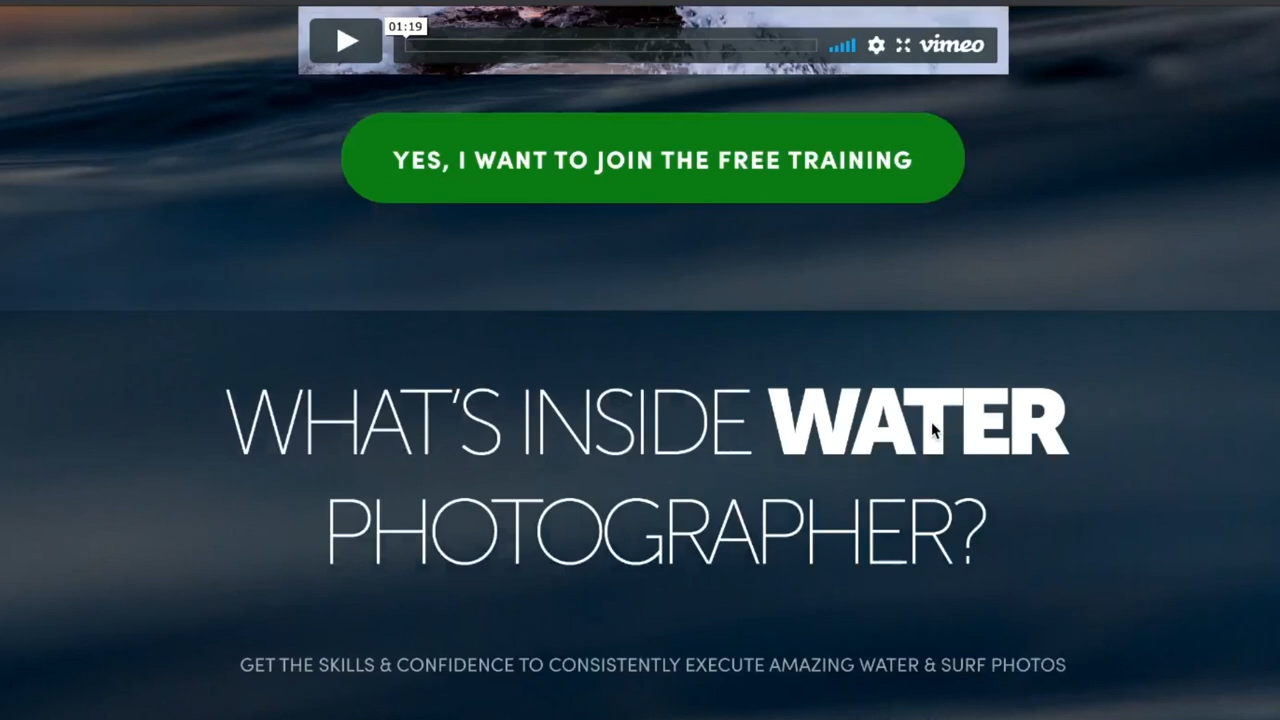 01:19
vimeo
YES, I WANT TO JOIN THE FREE TRAINING
WHAT'S INSIDE WATER
PHOTOGRAPHER?
GET THE SKILLS & CONFIDENCE TO CONSISTENTLY EXECUTE AMAZING WATER & SURF PHOTOS